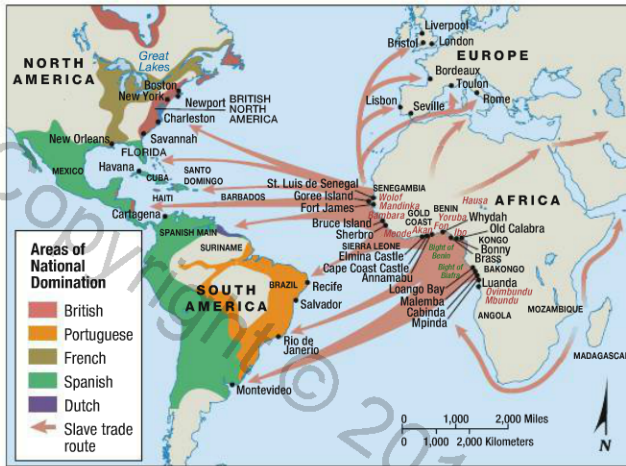 Liverpool
Bristol
London
EUROPE
Bordeaux
Toulon
Lisbon
Seville
Rome
NORTH
AMERICA
Great
Lakes
Boston
New York
Newport
BRITISH
NORTH
AMERICA
Charleston
Savannah
New Orleans
FLORIDA
MEXICO
Havana
CUBA
SANTO
DOMINGO
HAITI
BARBADOS
Cartagena
SPANISH MAIN
SURINAME
SOUTH
AMERICA
BRAZIL
Recife
Salvador
Rio de
Janerio
Montevideo
St. Luis de Senegal
Goree Island
Fort James
Bruce Island
Sherbro
SENEGAMBIA
Wolof
Mandinka
Bambara
Mende
SIERRA LEONE
Elmina Castle
Cape Coast Castle
Annamabu
GOLD
COAST
Akan
BENIN
Yoruba
Fon
Ibo
Hausa
AFRICA
Whydah
Old Calabra
KONGO
Bonny
Brass
Bight of
Benin
Bight of
Biafra
BAKONGO
Loango Bay
Malemba
Cabinda
Mpinda
Luanda
Ovimbundu
Mbundu
ANGOLA
MOZAMBIQUE
MADAGASCAR
Areas of
National
Domination
British
Portuguese
French
Spanish
Dutch
Slave trade
route
0 1,000 2,000 Miles
0 1,000 2,000 Kilometers
N
Copyright © 201